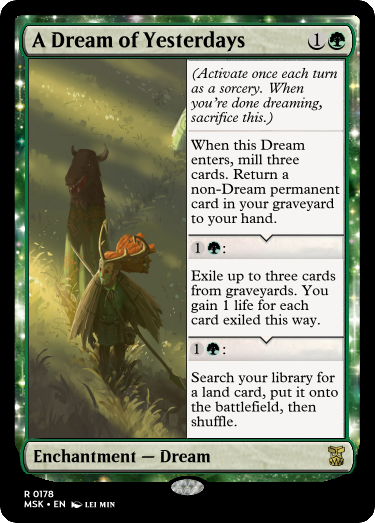 A Dream of Yesterdays 1
(Activate once each turn
as a sorcery. When
you're done dreaming,
sacrifice this.)
When this Dream
enters, mill three
cards. Return a
non-Dream permanent
card in your graveyard
to your hand.
1 :
Exile up to three cards
from graveyards. You
gain 1 life for each
card exiled this way.
1 :
Search your library for
a land card, put it onto
the battlefield, then
shuffle.
Enchantment — Dream
R 0178
MSK • EN LEI MIN